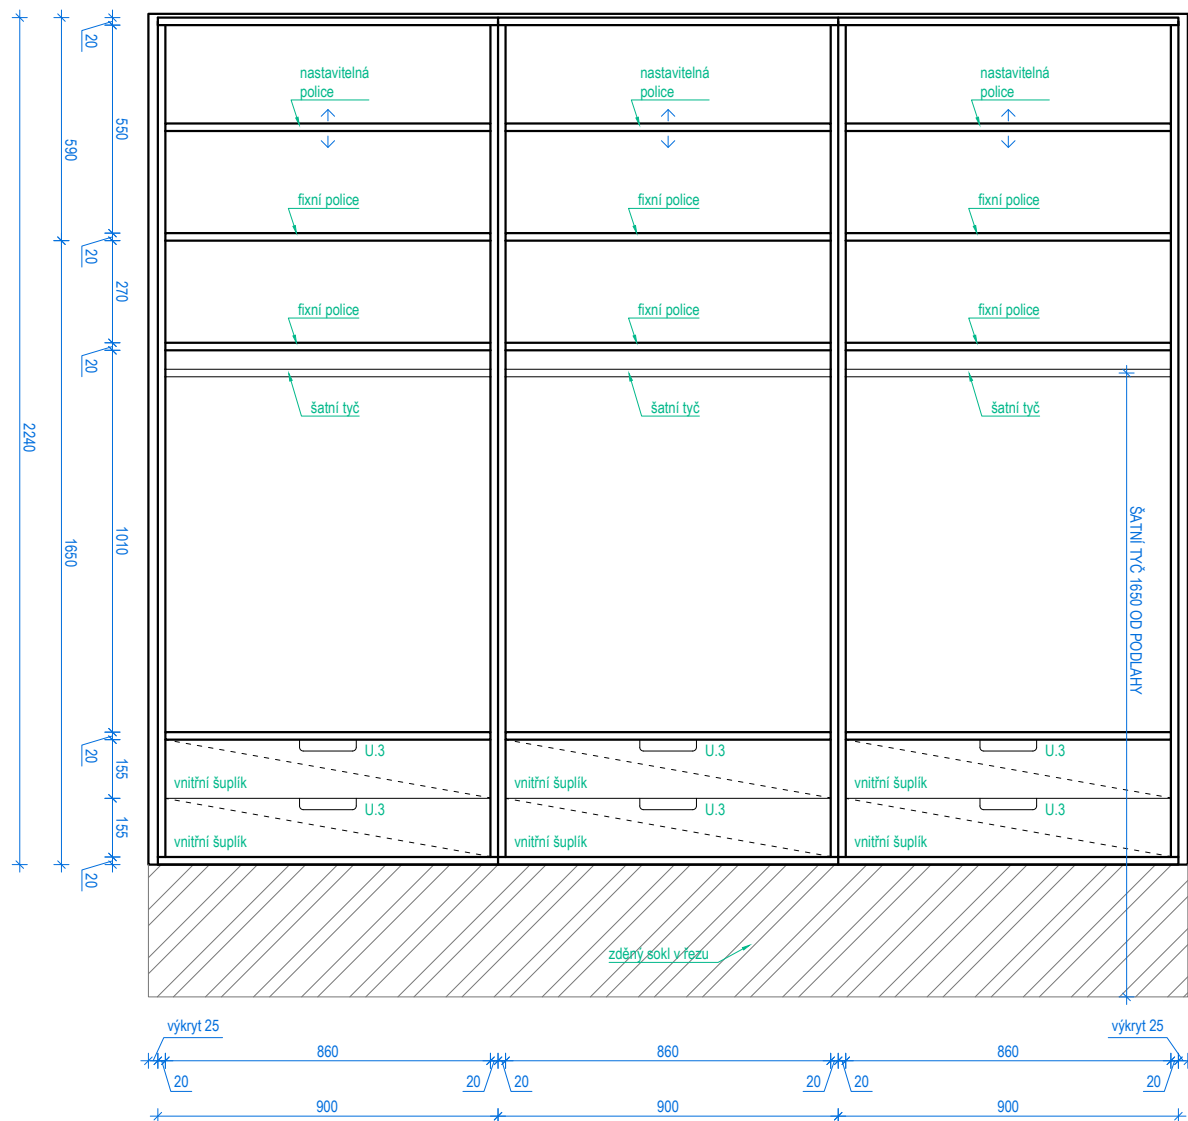 20
550
590
20
270
20
2240
1010
1650
20
155
155
20
nastavitelná
police
nastavitelná
police
nastavitelná
police
fixní police
fixní police
fixní police
fixní police
fixní police
fixní police
šatní tyč
šatní tyč
šatní tyč
ŠATNÍ TYČ 1650 OD PODLAHY
U.3
U.3
U.3
vnitřní šuplík
vnitřní šuplík
vnitřní šuplík
U.3
U.3
U.3
vnitřní šuplík
vnitřní šuplík
vnitřní šuplík
zděný sokl v řezu
výkryt 25
výkryt 25
860
860
860
20
20
20
20
20
20
900
900
900